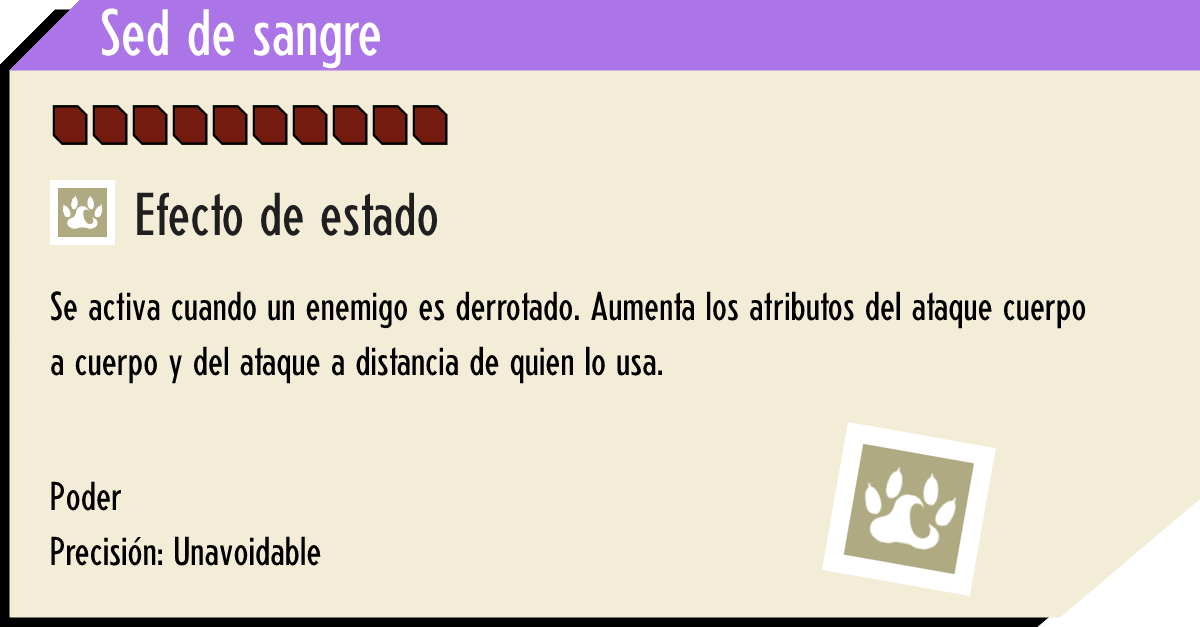 Sed de sangre
Efecto de estado
Se activa cuando un enemigo es derrotado. Aumenta los atributos del ataque cuerpo
a cuerpo y del ataque a distancia de quien lo usa.
Poder
Precisión: Unavoidable